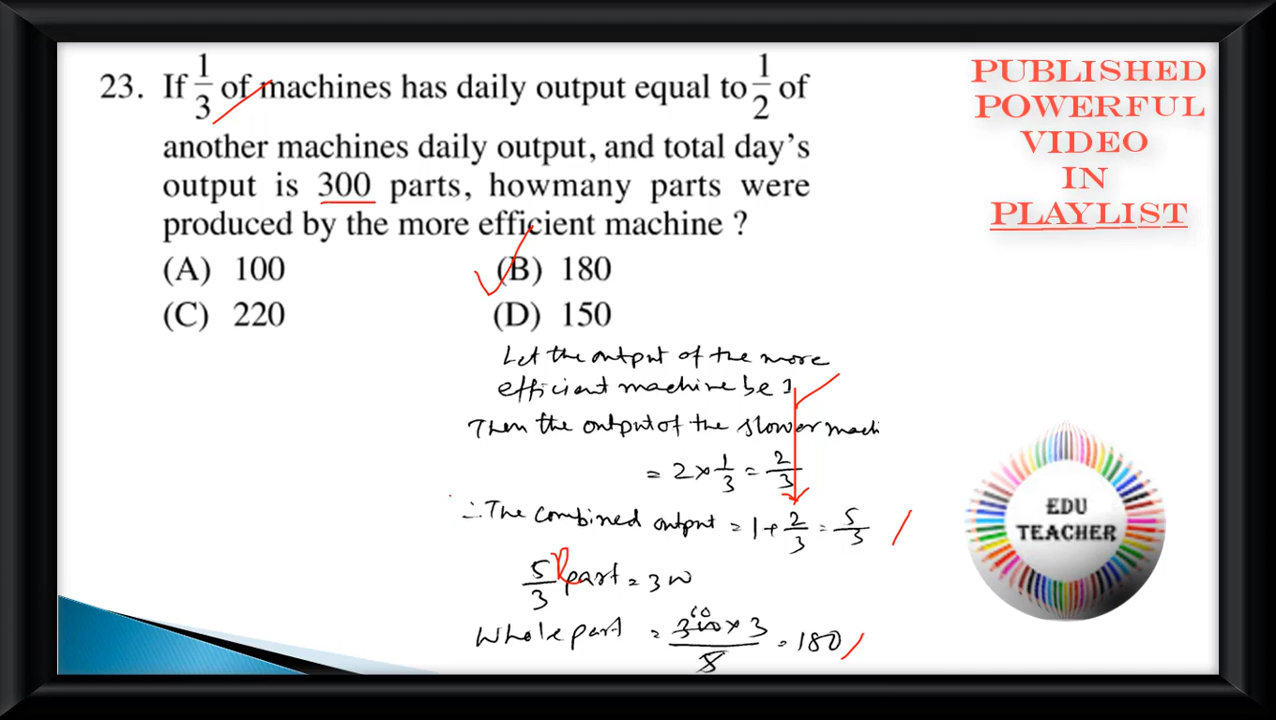 23. If 1/3 of machines has daily output equal to 1/2 of
another machines daily output, and total day's
output is 300 parts, howmany parts were
produced by the more efficient machine ?
(A) 100 (B) 180
(C) 220 (D) 150
Let the output of the more
efficient machine be 1
Then the output of the slower machi
= 2 × 1/3 = 2/3
∴ The combined output = 1 + 2/3 = 5/3
5/3 part = 300
Whole part = 300 × 3 / 5 = 180
60
PUBLISHED
POWERFUL
VIDEO
IN
PLAYLIST
EDU
TEACHER